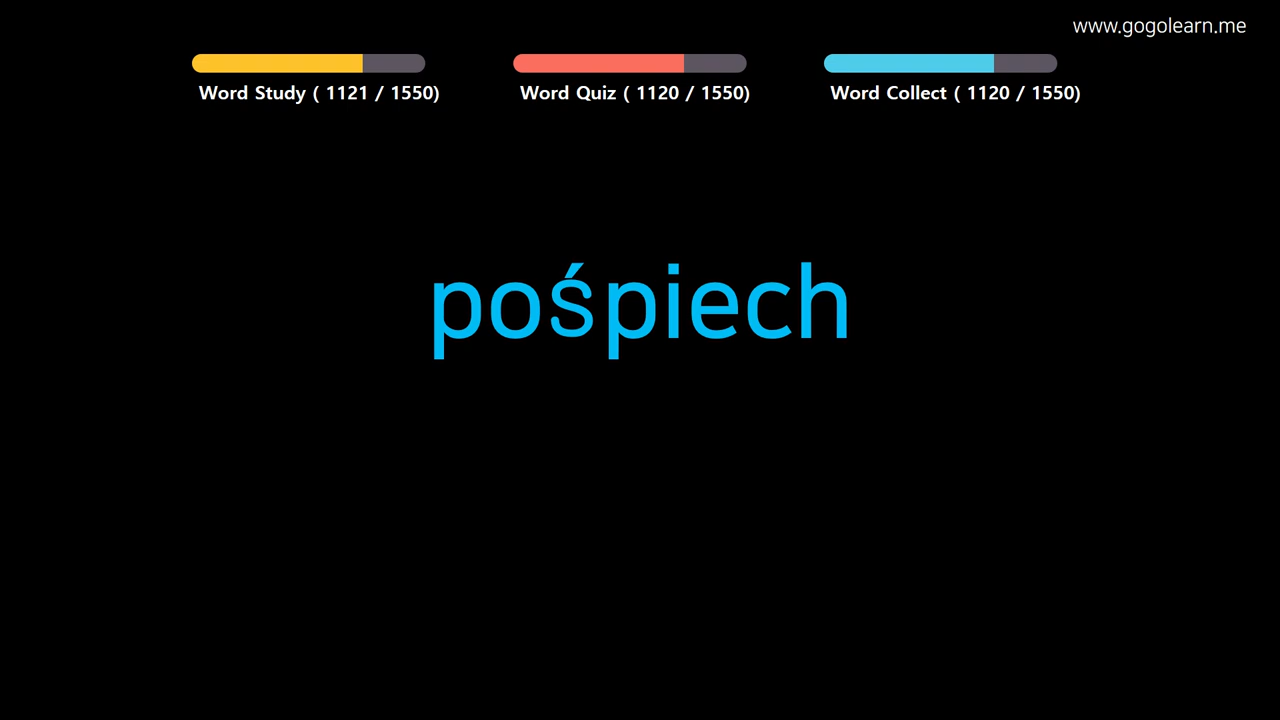 www.gogolearn.me
Word Study ( 1121 / 1550)
Word Quiz ( 1120 / 1550)
Word Collect ( 1120 / 1550)
pośpiech